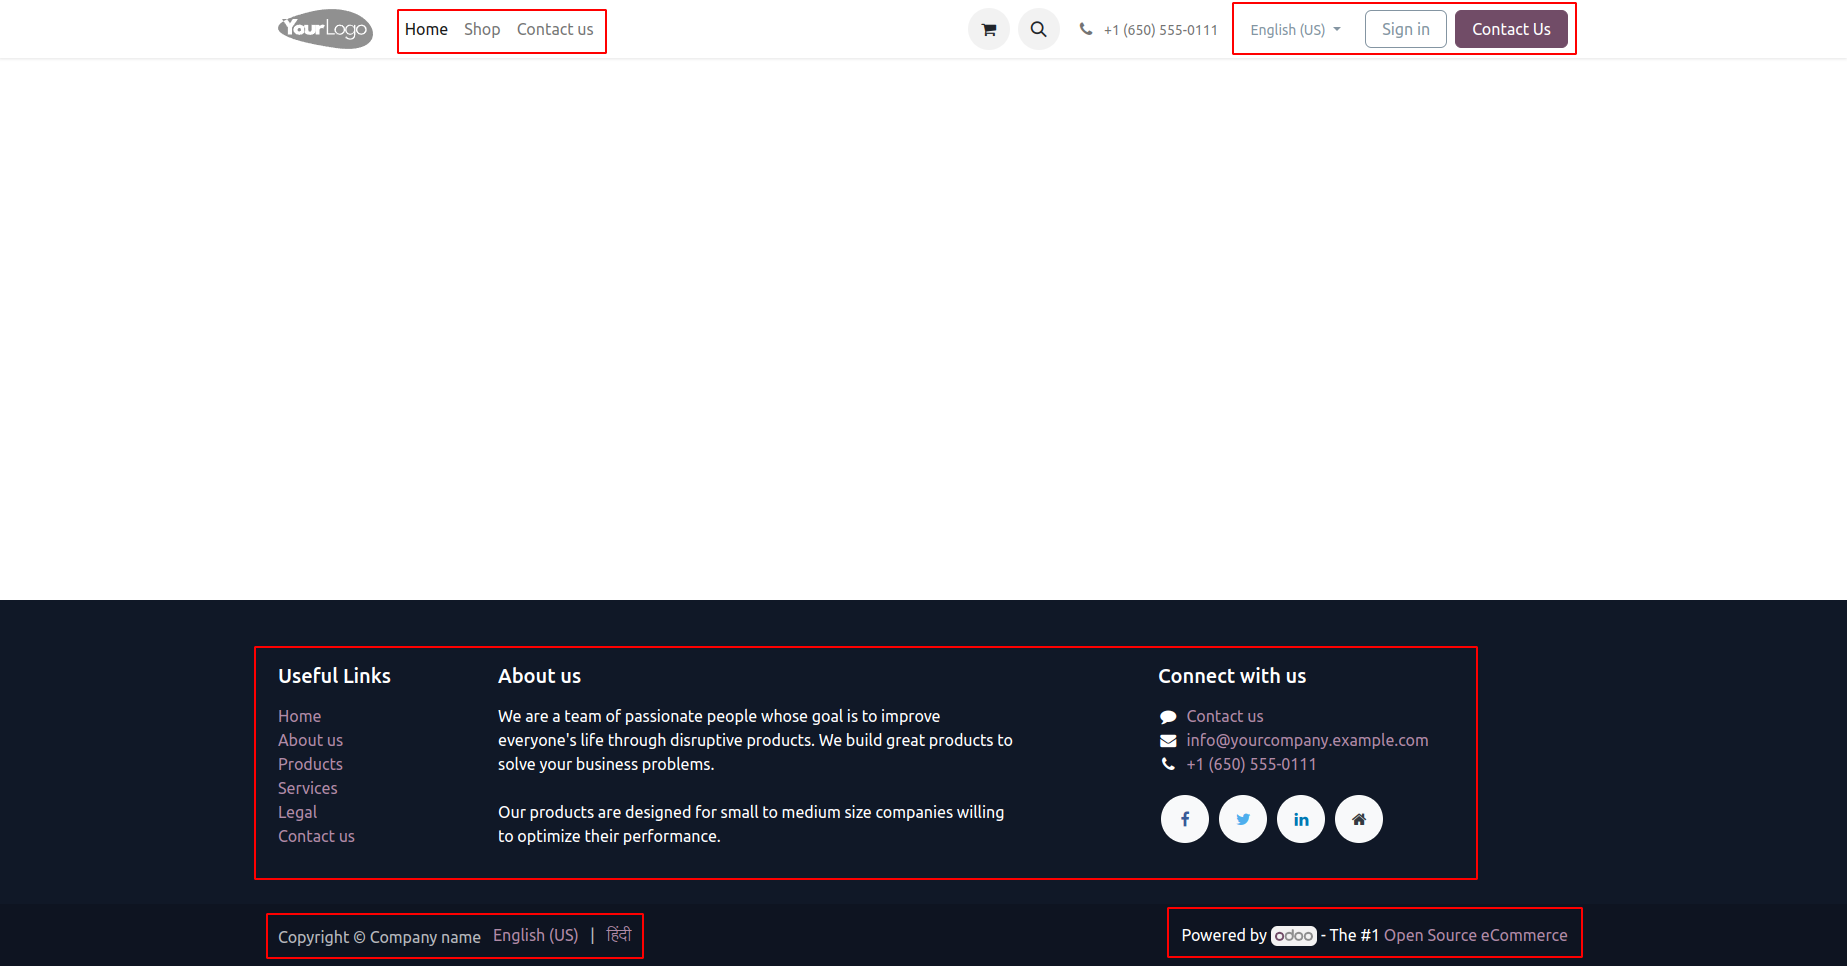 YourLogo
Home Shop Contact us
+1 (650) 555-0111
English (US)
Sign in
Contact Us
Useful Links
Home
About us
Products
Services
Legal
Contact us
About us
We are a team of passionate people whose goal is to improve
everyone's life through disruptive products. We build great products to
solve your business problems.
Our products are designed for small to medium size companies willing
to optimize their performance.
Connect with us
Contact us
info@yourcompany.example.com
+1 (650) 555-0111
Copyright © Company name English (US) | हिंदी
Powered by odoo - The #1 Open Source eCommerce